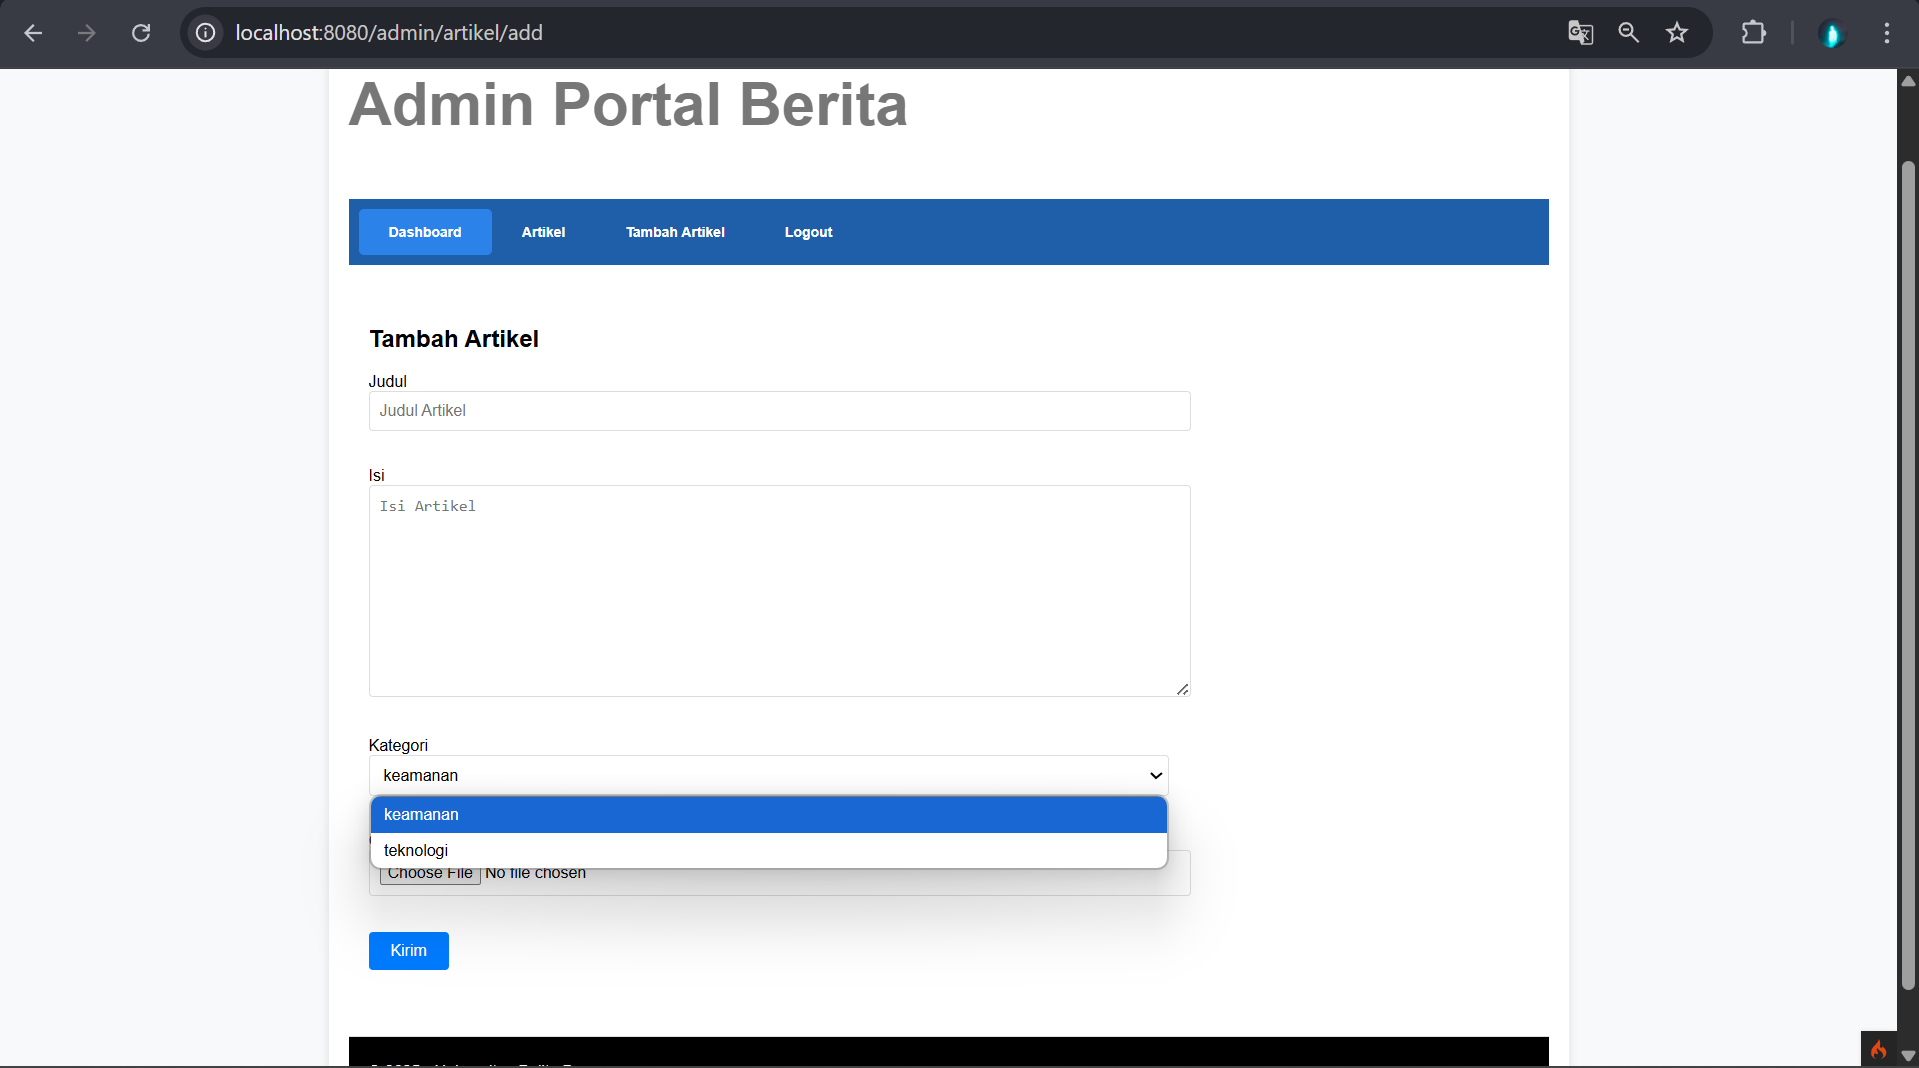 localhost:8080/admin/artikel/add
Admin Portal Berita
Dashboard Artikel Tambah Artikel Logout
Tambah Artikel
Judul
Judul Artikel
Isi
Isi Artikel
Kategori
keamanan
keamanan
teknologi
Choose File No file chosen
Kirim